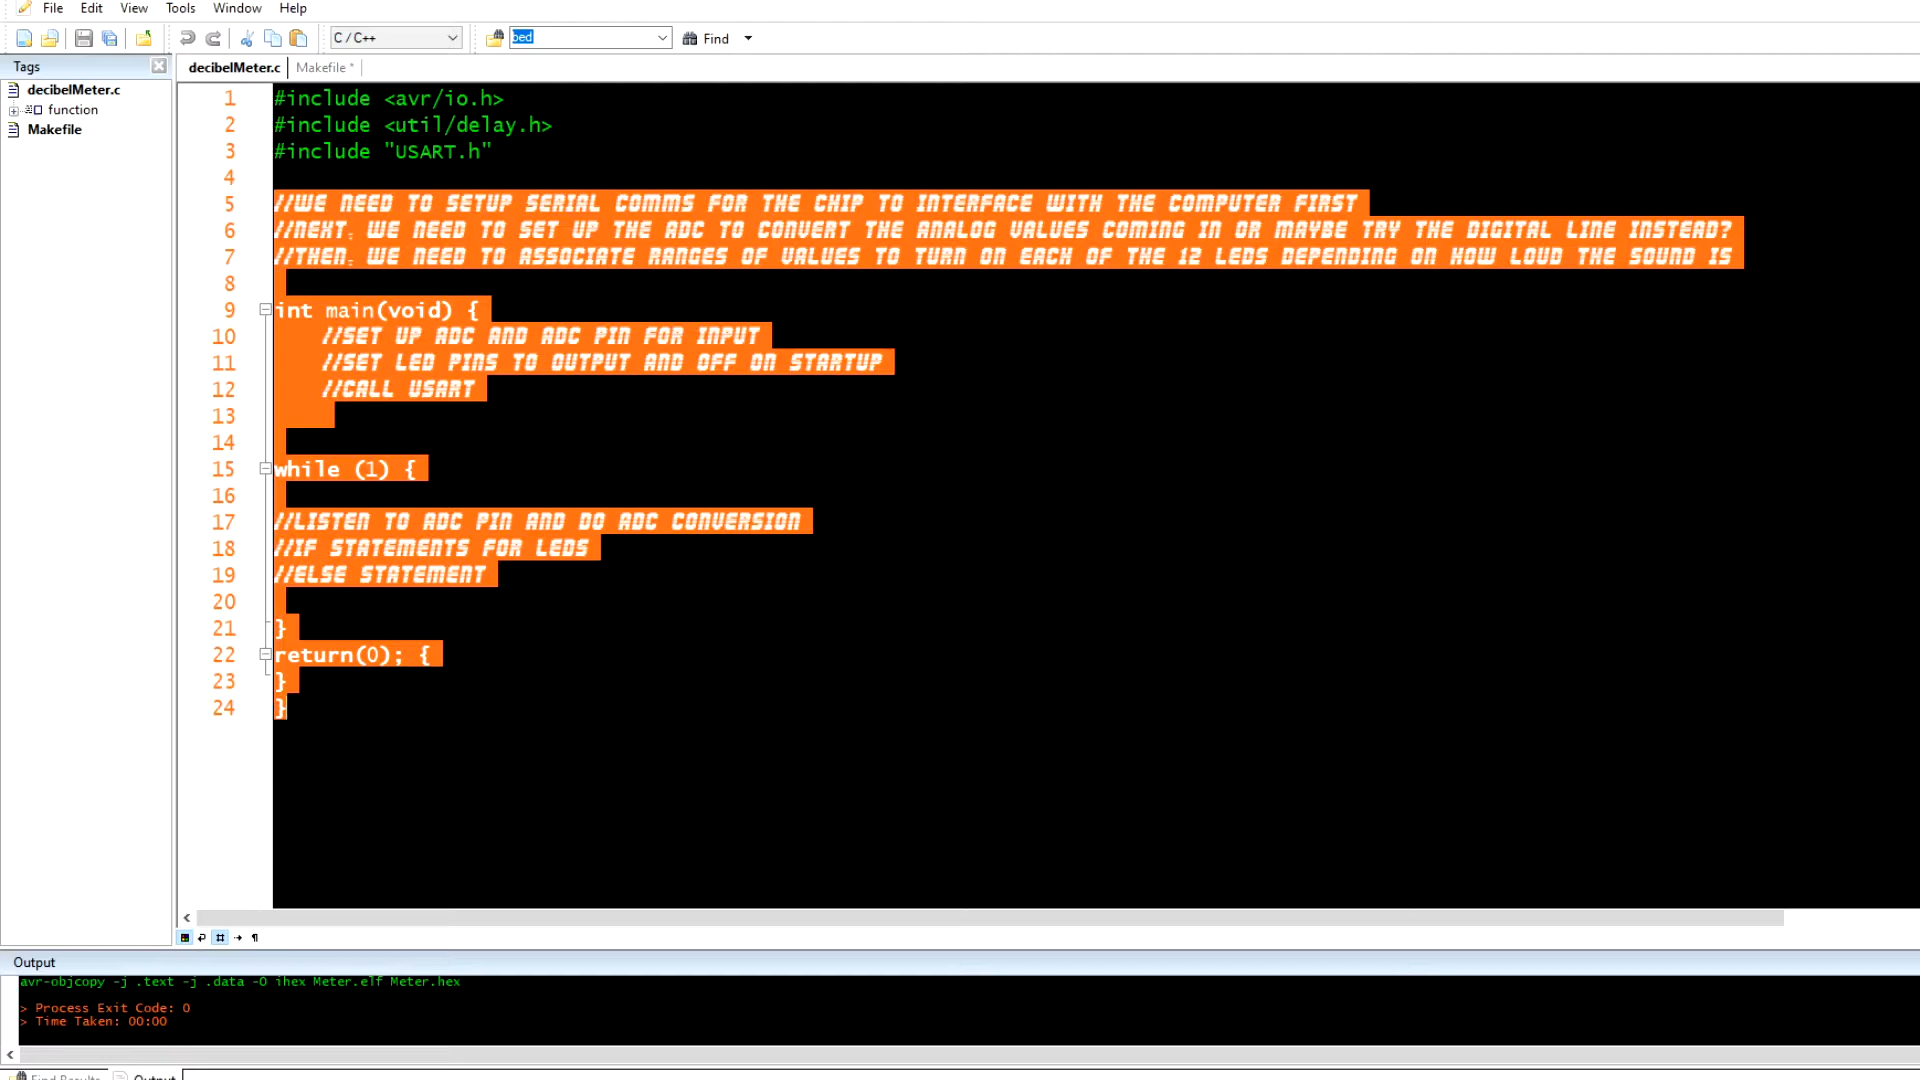 File Edit View Tools Window Help
C / C++ bed Find
Tags
decibelMeter.c Makefile *
decibelMeter.c
function
Makefile
1 #include <avr/io.h>
2 #include <util/delay.h>
3 #include "USART.h"
4
5 //WE NEED TO SETUP SERIAL COMMS FOR THE CHIP TO INTERFACE WITH THE COMPUTER FIRST
6 //NEXT, WE NEED TO SET UP THE ADC TO CONVERT THE ANALOG VALUES COMING IN OR MAYBE TRY THE DIGITAL LINE INSTEAD?
7 //THEN, WE NEED TO ASSOCIATE RANGES OF VALUES TO TURN ON EACH OF THE 12 LEDS DEPENDING ON HOW LOUD THE SOUND IS
8
9 int main(void) {
10 //SET UP ADC AND ADC PIN FOR INPUT
11 //SET LED PINS TO OUTPUT AND OFF ON STARTUP
12 //CALL USART
13
14
15 while (1) {
16
17 //LISTEN TO ADC PIN AND DO ADC CONVERSION
18 //IF STATEMENTS FOR LEDS
19 //ELSE STATEMENT
20
21 }
22 return(0); {
23 }
24 }
Output
avr-objcopy -j .text -j .data -O ihex Meter.elf Meter.hex
> Process Exit Code: 0
> Time Taken: 00:00
Find Results Output